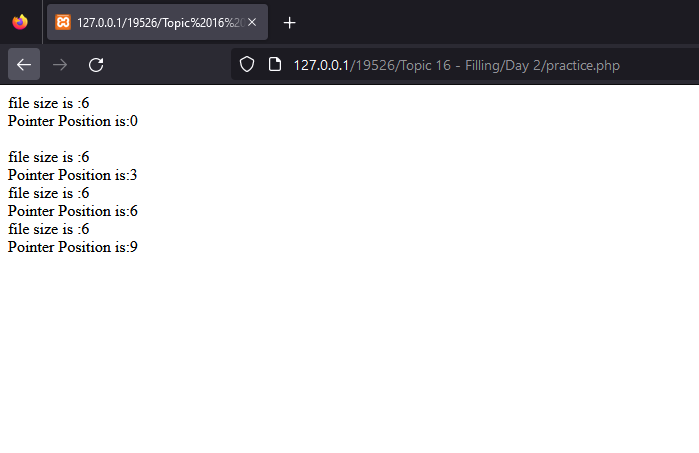 127.0.0.1/19526/Topic%2016%20
127.0.0.1/19526/Topic 16 - Filling/Day 2/practice.php
file size is :6
Pointer Position is:0
file size is :6
Pointer Position is:3
file size is :6
Pointer Position is:6
file size is :6
Pointer Position is:9